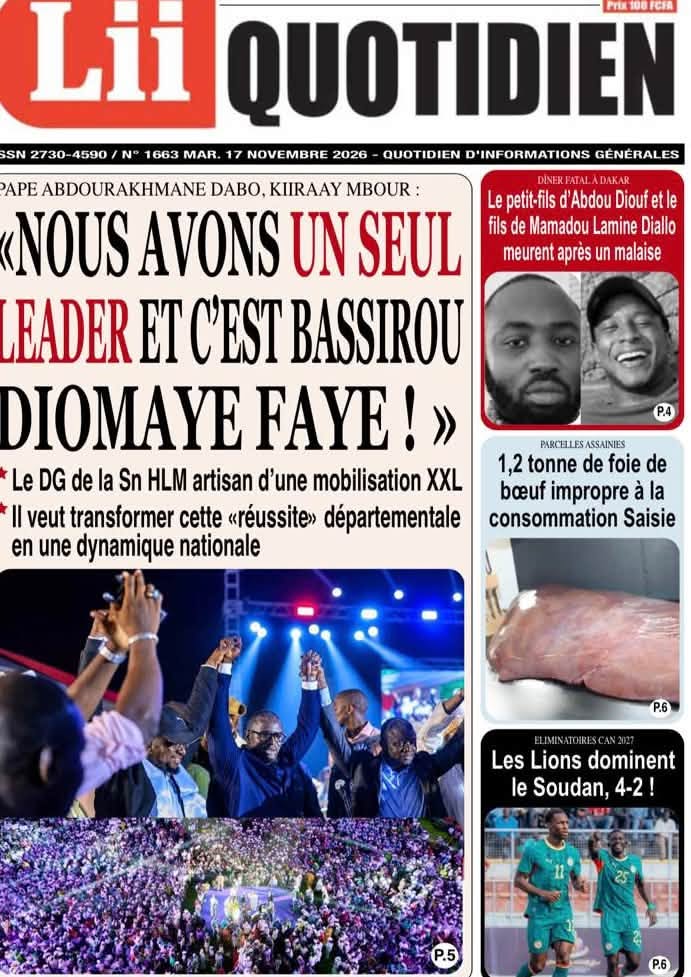 Prix 100 FCFA
Lii
QUOTIDIEN
ISSN 2730-4590 / N° 1663 MAR. 17 NOVEMBRE 2026 - QUOTIDIEN D'INFORMATIONS GÉNÉRALES
PAPE ABDOURAKHMANE DABO, KIIRAAY MBOUR :
«NOUS AVONS UN SEUL
LEADER ET C'EST BASSIROU
DIOMAYE FAYE ! »
* Le DG de la Sn HLM artisan d'une mobilisation XXL
* Il veut transformer cette «réussite» départementale
en une dynamique nationale
P.5
DÎNER FATAL À DAKAR
Le petit-fils d'Abdou Diouf et le
fils de Mamadou Lamine Diallo
meurent après un malaise
P.4
PARCELLES ASSAINIES
1,2 tonne de foie de
bœuf impropre à la
consommation Saisie
P.6
ELIMINATOIRES CAN 2027
Les Lions dominent
le Soudan, 4-2 !
11
25
P.6